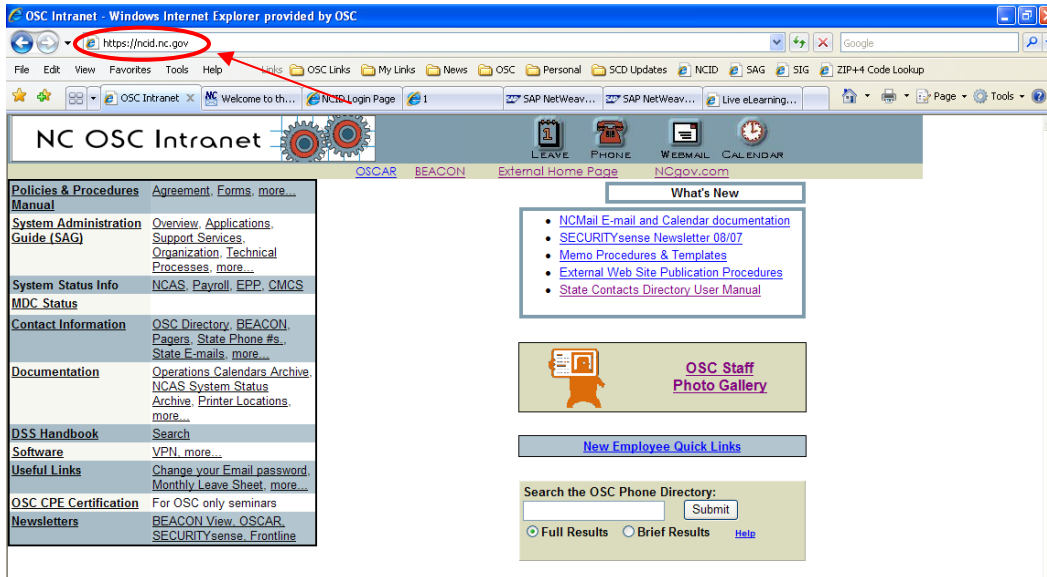 OSC Intranet - Windows Internet Explorer provided by OSC
https://ncid.nc.gov
Google
File Edit View Favorites Tools Help Links OSC Links My Links News OSC Personal SCD Updates NCID SAG SIG ZIP+4 Code Lookup
OSC Intranet Welcome to th... NCID Login Page 1 SAP NetWeav... SAP NetWeav... Live eLearning... Page Tools
NC OSC Intranet
LEAVE PHONE WEBMAIL CALENDAR
OSCAR BEACON External Home Page NCgov.com
Policies & Procedures Manual
Agreement, Forms, more...
System Administration Guide (SAG)
Overview, Applications,
Support Services,
Organization, Technical
Processes, more...
System Status Info
NCAS, Payroll, EPP, CMCS
MDC Status
Contact Information
OSC Directory, BEACON,
Pagers, State Phone #s.,
State E-mails, more...
Documentation
Operations Calendars Archive,
NCAS System Status
Archive, Printer Locations,
more...
DSS Handbook
Search
Software
VPN, more...
Useful Links
Change your Email password,
Monthly Leave Sheet, more...
OSC CPE Certification
For OSC only seminars
Newsletters
BEACON View, OSCAR,
SECURITYsense, Frontline
What's New
NCMail E-mail and Calendar documentation
SECURITYsense Newsletter 08/07
Memo Procedures & Templates
External Web Site Publication Procedures
State Contacts Directory User Manual
OSC Staff
Photo Gallery
New Employee Quick Links
Search the OSC Phone Directory:
Submit
Full Results Brief Results Help